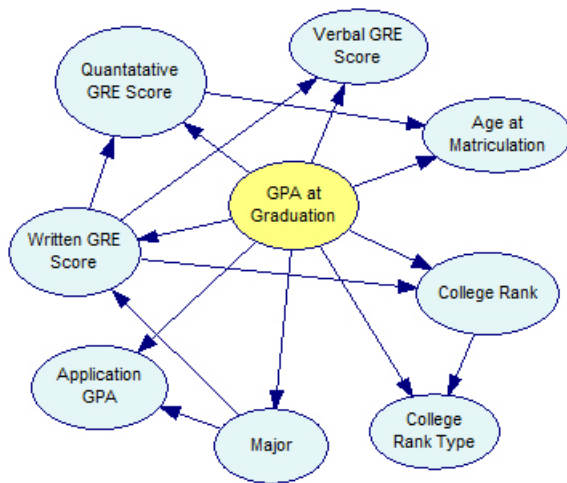 Verbal GRE
Score
Quantatative
GRE Score
Age at
Matriculation
GPA at
Graduation
Written GRE
Score
College Rank
Application
GPA
Major
College
Rank Type